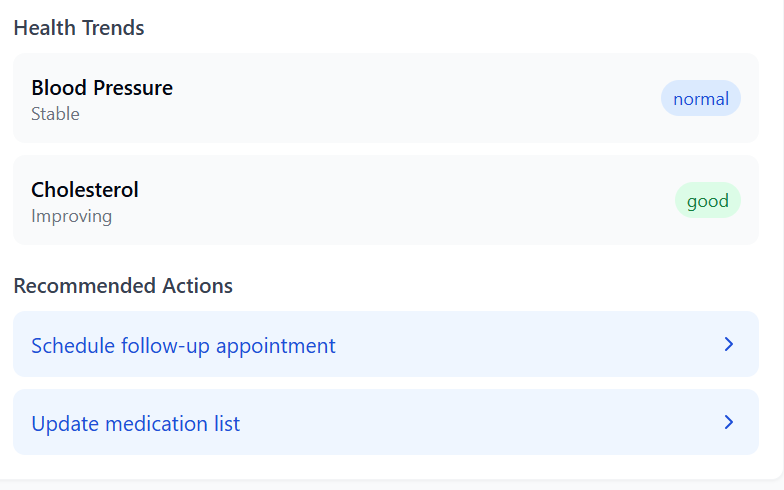 Health Trends
Blood Pressure
normal
Stable
Cholesterol
good
Improving
Recommended Actions
Schedule follow-up appointment
Update medication list